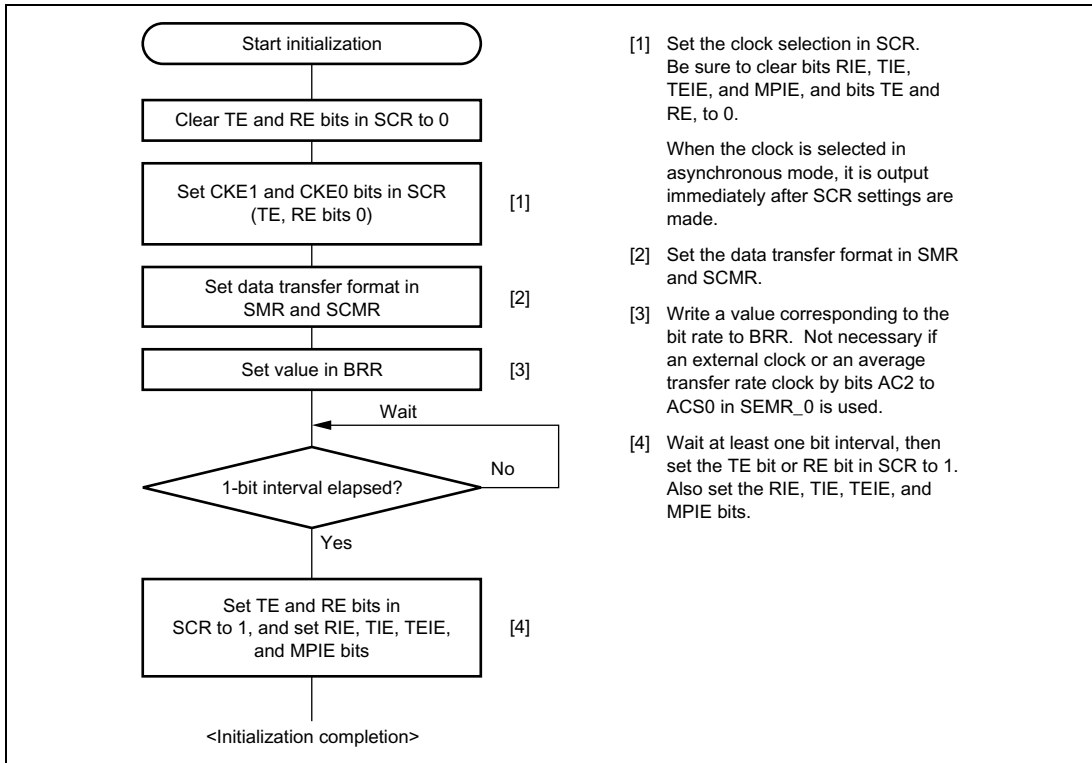 Start initialization
Clear TE and RE bits in SCR to 0
Set CKE1 and CKE0 bits in SCR
(TE, RE bits 0)
[1]
Set data transfer format in
SMR and SCMR
[2]
Set value in BRR
[3]
Wait
No
1-bit interval elapsed?
Yes
Set TE and RE bits in
SCR to 1, and set RIE, TIE, TEIE,
and MPIE bits
[4]
<Initialization completion>
[1] Set the clock selection in SCR.
Be sure to clear bits RIE, TIE,
TEIE, and MPIE, and bits TE and
RE, to 0.
When the clock is selected in
asynchronous mode, it is output
immediately after SCR settings are
made.
[2] Set the data transfer format in SMR
and SCMR.
[3] Write a value corresponding to the
bit rate to BRR. Not necessary if
an external clock or an average
transfer rate clock by bits AC2 to
ACS0 in SEMR_0 is used.
[4] Wait at least one bit interval, then
set the TE bit or RE bit in SCR to 1.
Also set the RIE, TIE, TEIE, and
MPIE bits.